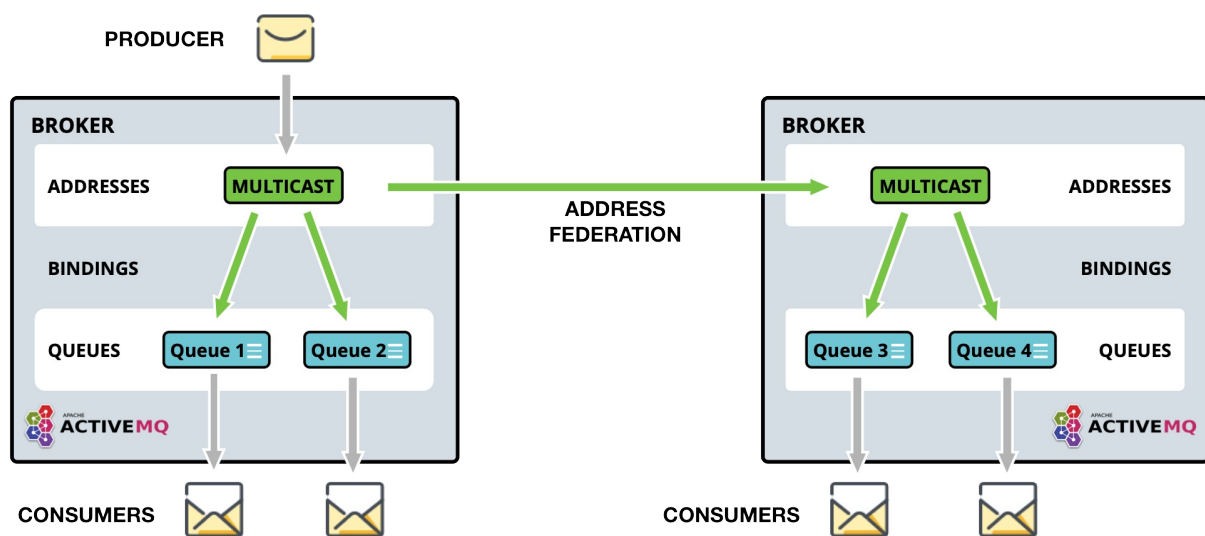 PRODUCER
BROKER
ADDRESSES
MULTICAST
BINDINGS
QUEUES
Queue 1
Queue 2
APACHE
ACTIVEMQ
CONSUMERS
ADDRESS
FEDERATION
BROKER
MULTICAST
ADDRESSES
BINDINGS
Queue 3
Queue 4
QUEUES
APACHE
ACTIVEMQ
CONSUMERS